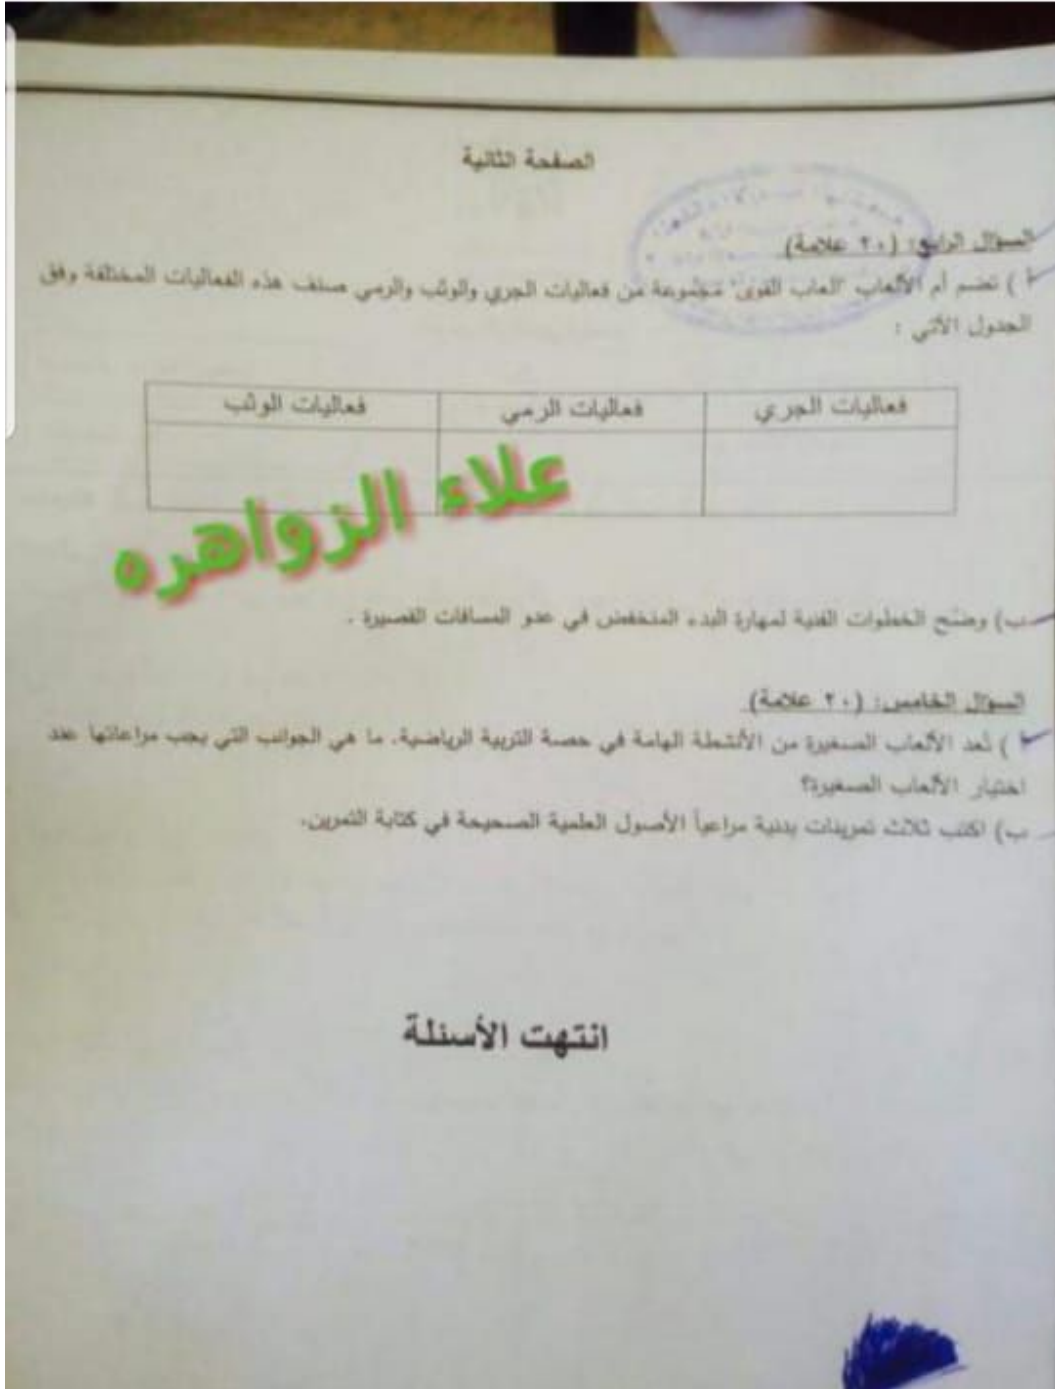 الصفحة الثانية
السؤال الرابع: (٢٠ علامة)
أ ) تضم أم الألعاب "العاب القوى" مجموعة من فعاليات الجري والوثب والرمي صنف هذه الفعاليات المختلفة وفق
الجدول الآتي :
فعاليات الجري فعاليات الرمي فعاليات الوثب
علاء الزواهره
ب) وضّح الخطوات الفنية لمهارة البدء المنخفض في عدو المسافات القصيرة .
السؤال الخامس: (٢٠ علامة)
أ ) تُعد الألعاب الصغيرة من الأنشطة الهامة في حصة التربية الرياضية. ما هي الجوانب التي يجب مراعاتها عند
اختيار الألعاب الصغيرة؟
ب) اكتب ثلاث تمرينات بدنية مراعياً الأصول العلمية الصحيحة في كتابة التمرين.
انتهت الأسئلة